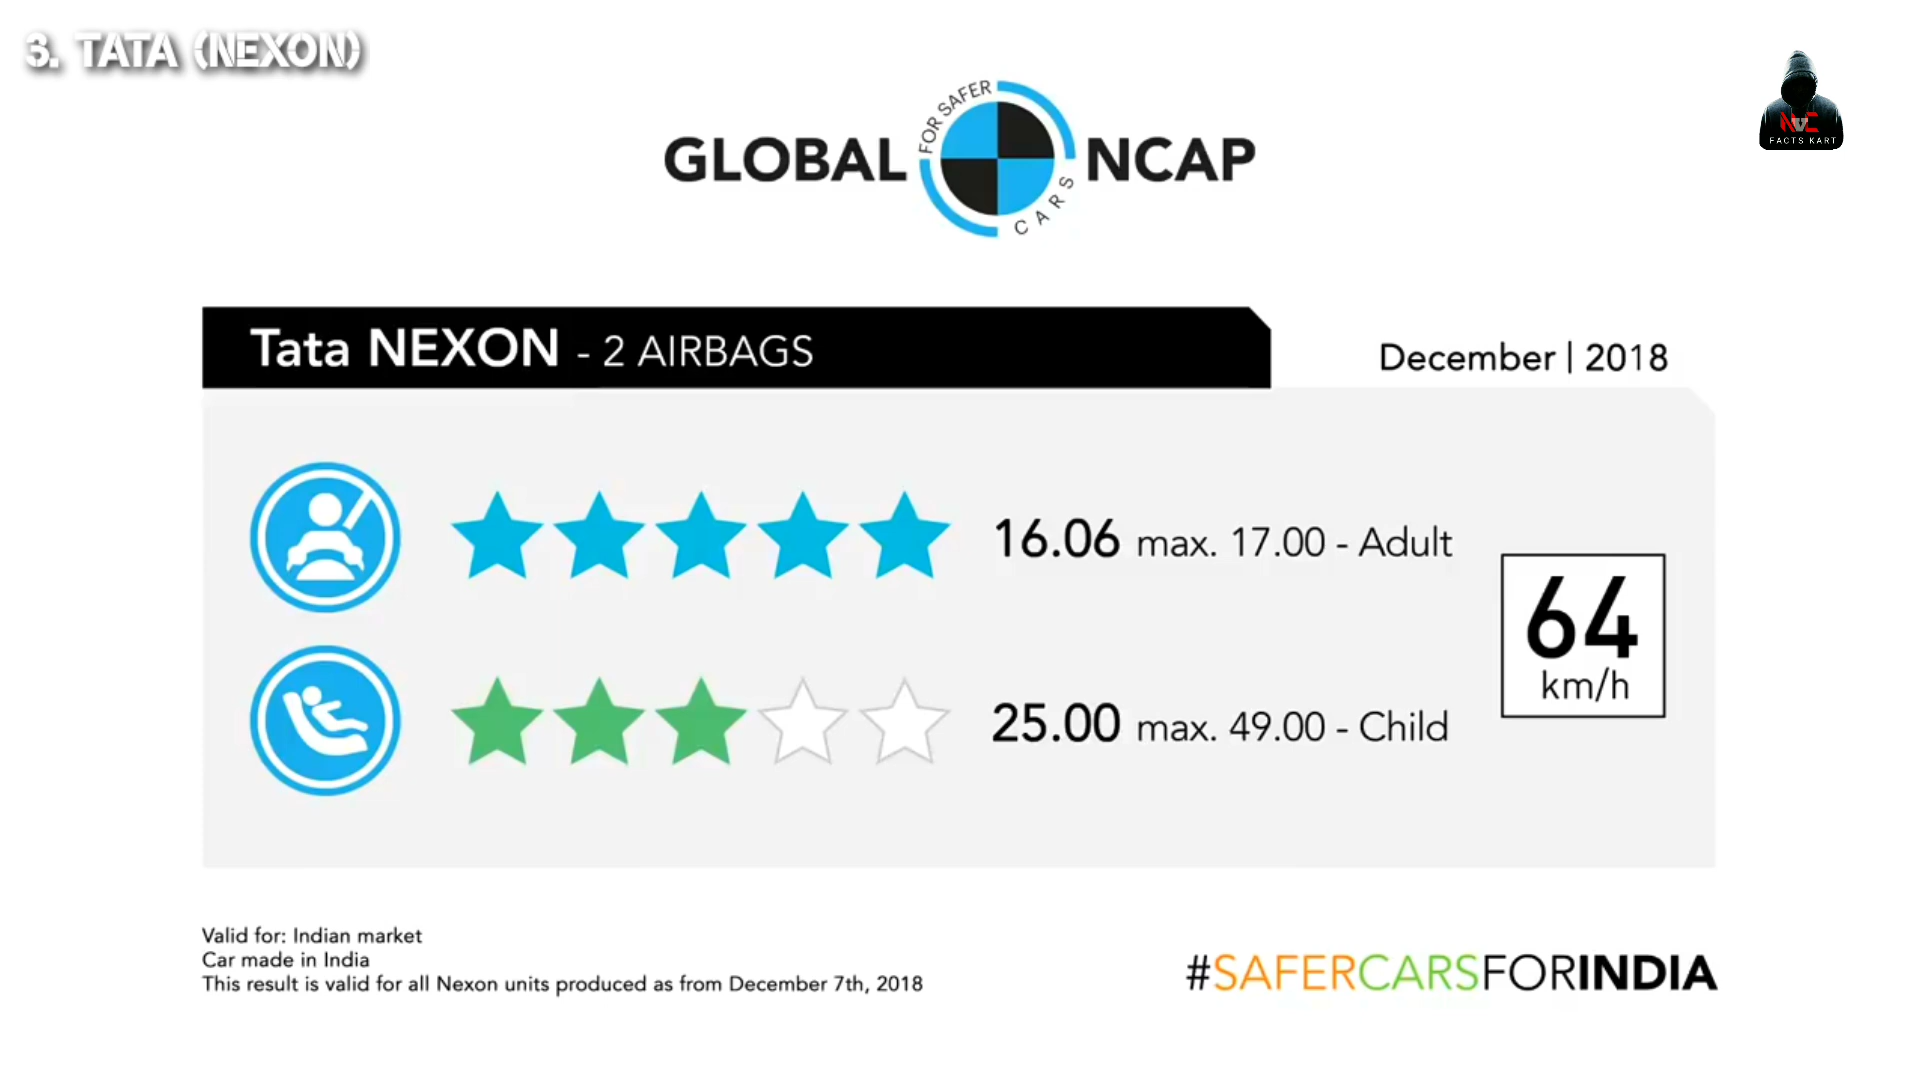 3. TATA (NEXON)
GLOBAL FOR SAFER CARS NCAP
NVC
FACTS KART
Tata NEXON - 2 AIRBAGS
December | 2018
16.06 max. 17.00 - Adult
25.00 max. 49.00 - Child
64
km/h
Valid for: Indian market
Car made in India
This result is valid for all Nexon units produced as from December 7th, 2018
#SAFERCARSFORINDIA